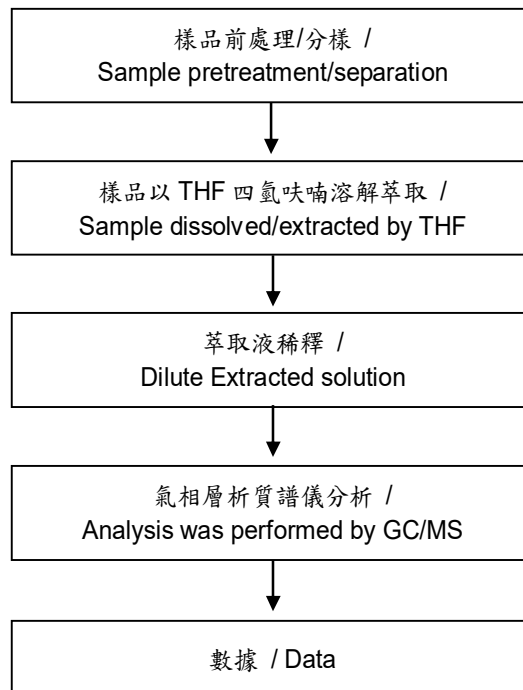 樣品前處理/分樣 /
Sample pretreatment/separation
樣品以 THF 四氫呋喃溶解萃取 /
Sample dissolved/extracted by THF
萃取液稀釋 /
Dilute Extracted solution
氣相層析質譜儀分析 /
Analysis was performed by GC/MS
數據 / Data